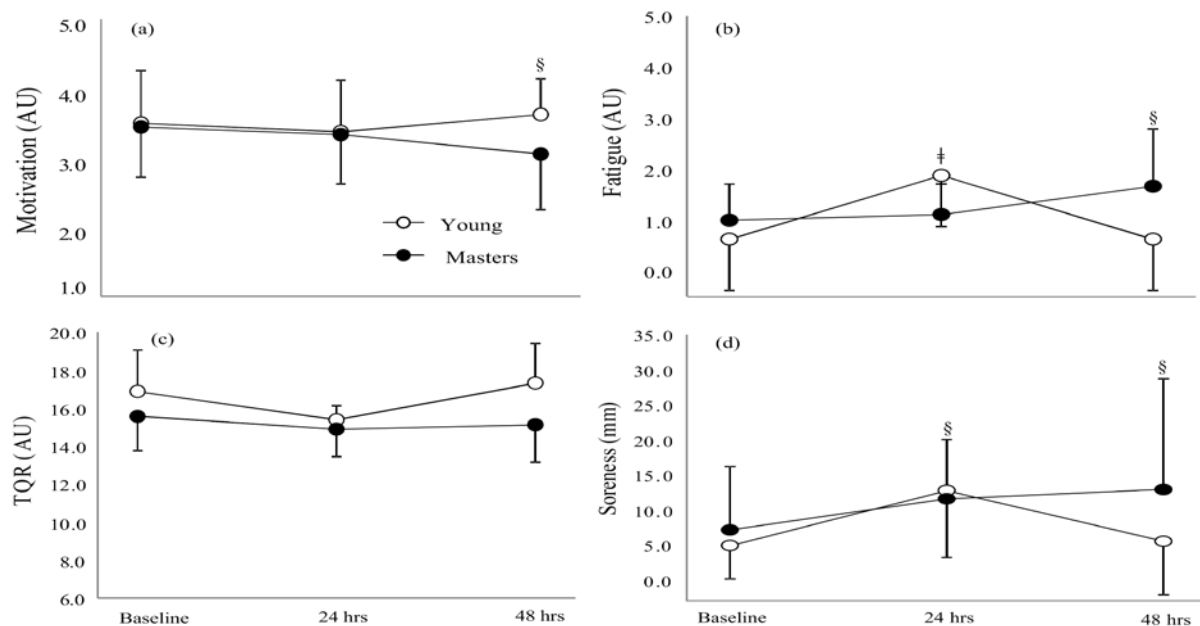 (a)
Motivation (AU)
5.0
4.0
3.0
2.0
1.0
§
Young
Masters
(b)
Fatigue (AU)
5.0
4.0
3.0
2.0
1.0
0.0
ǂ
§
(c)
TQR (AU)
20.0
18.0
16.0
14.0
12.0
10.0
8.0
6.0
Baseline
24 hrs
48 hrs
(d)
Soreness (mm)
35.0
30.0
25.0
20.0
15.0
10.0
5.0
0.0
§
§
Baseline
24 hrs
48 hrs